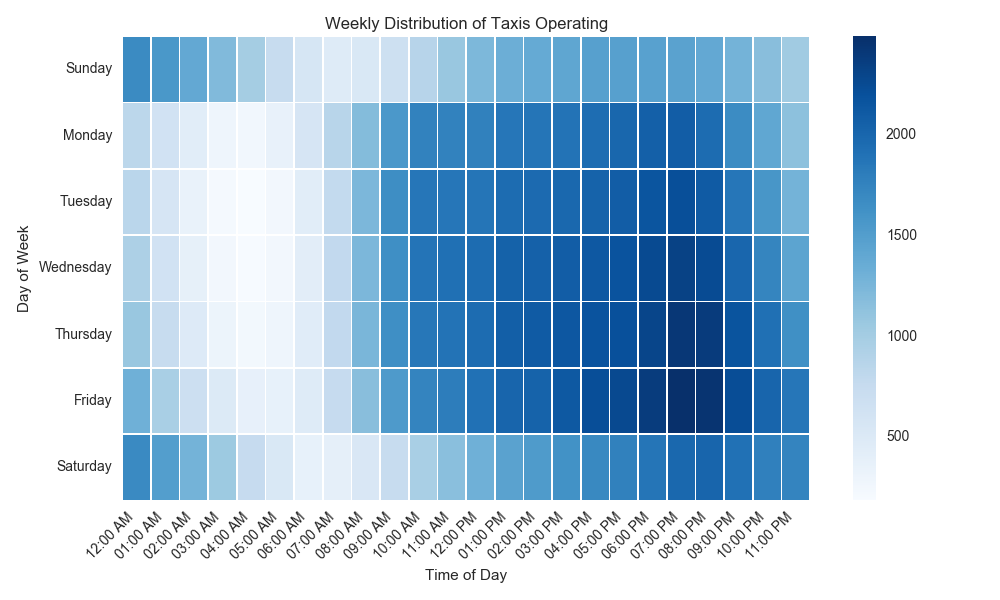 Weekly Distribution of Taxis Operating
Day of Week
Sunday
Monday
Tuesday
Wednesday
Thursday
Friday
Saturday
12:00 AM
01:00 AM
02:00 AM
03:00 AM
04:00 AM
05:00 AM
06:00 AM
07:00 AM
08:00 AM
09:00 AM
10:00 AM
11:00 AM
12:00 PM
01:00 PM
02:00 PM
03:00 PM
04:00 PM
05:00 PM
06:00 PM
07:00 PM
08:00 PM
09:00 PM
10:00 PM
11:00 PM
Time of Day
2000
1500
1000
500